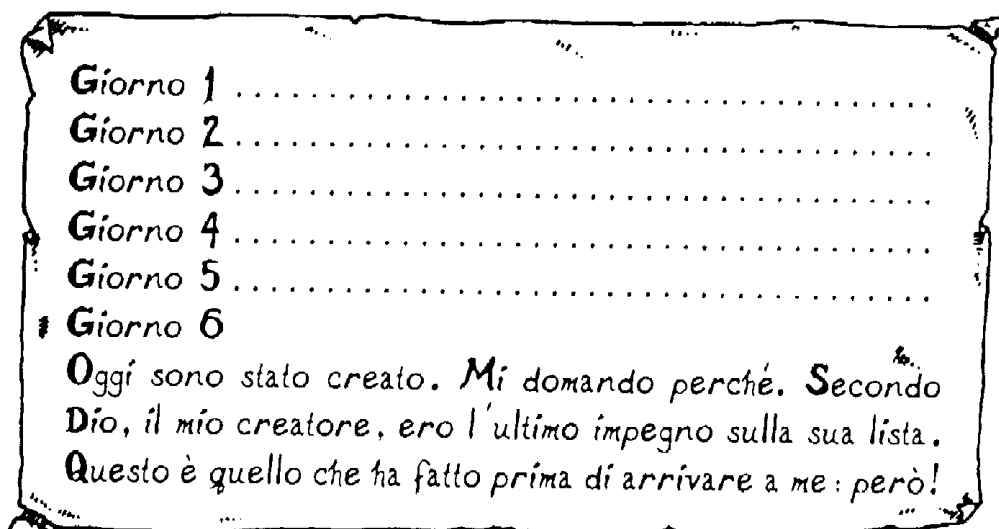 Giorno 1 ......................................
Giorno 2 ......................................
Giorno 3 ......................................
Giorno 4 ......................................
Giorno 5 ......................................
Giorno 6
Oggi sono stato creato. Mi domando perché. Secondo
Dio, il mio creatore, ero l'ultimo impegno sulla sua lista.
Questo è quello che ha fatto prima di arrivare a me: però!